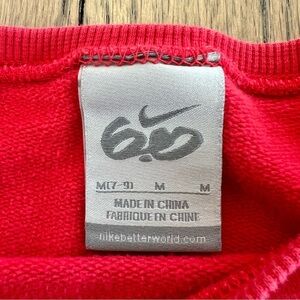 6.0
M(7-9) M M
MADE IN CHINA
FABRIQUE EN CHINE
nikebetterworld.com